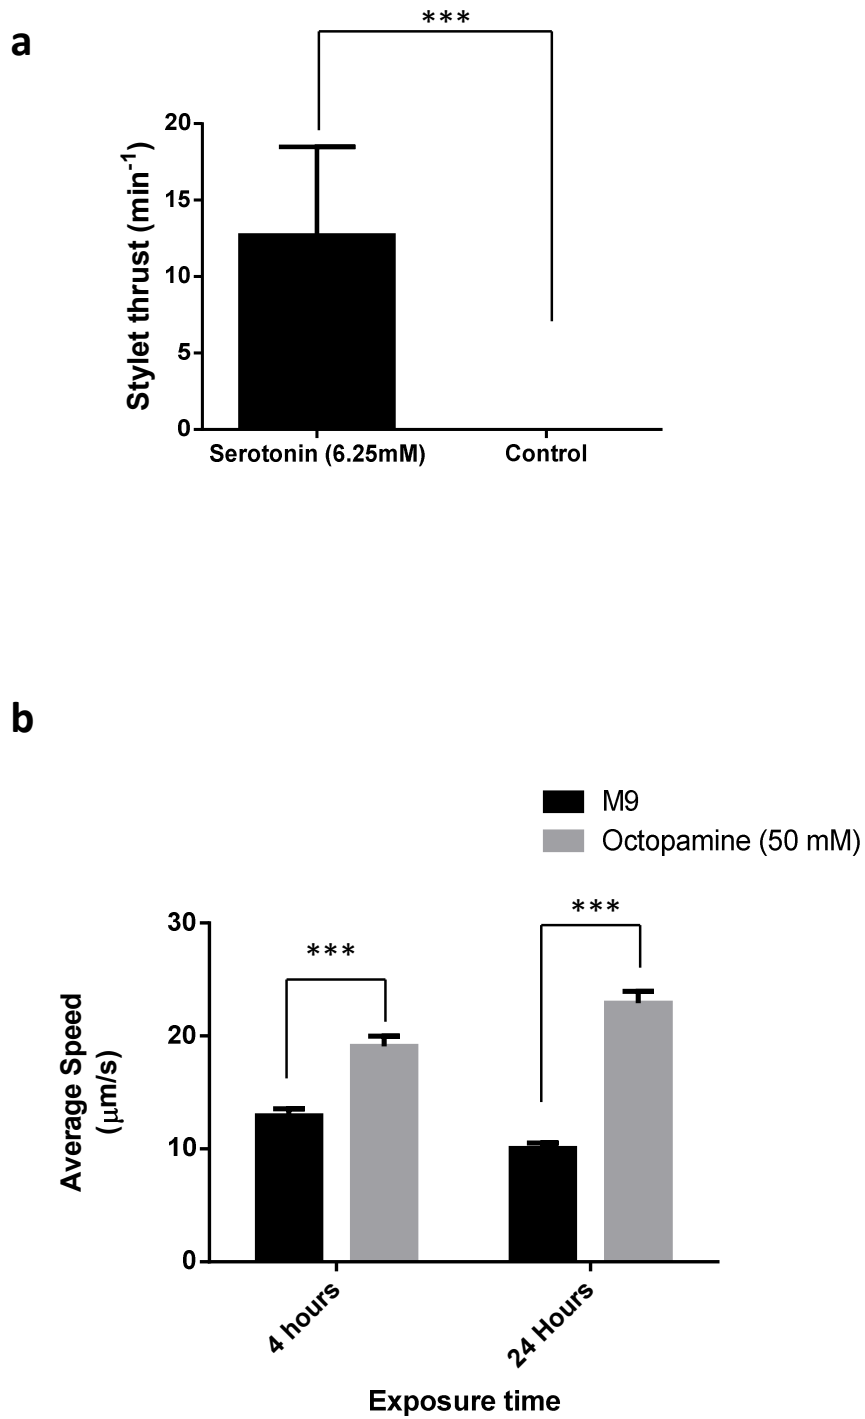 a
***
20
15
10
5
0
Stylet thrust (min-1)
Serotonin (6.25mM)
Control
b
M9
Octopamine (50 mM)
***
***
30
20
10
0
Average Speed
(μm/s)
4 hours
24 Hours
Exposure time